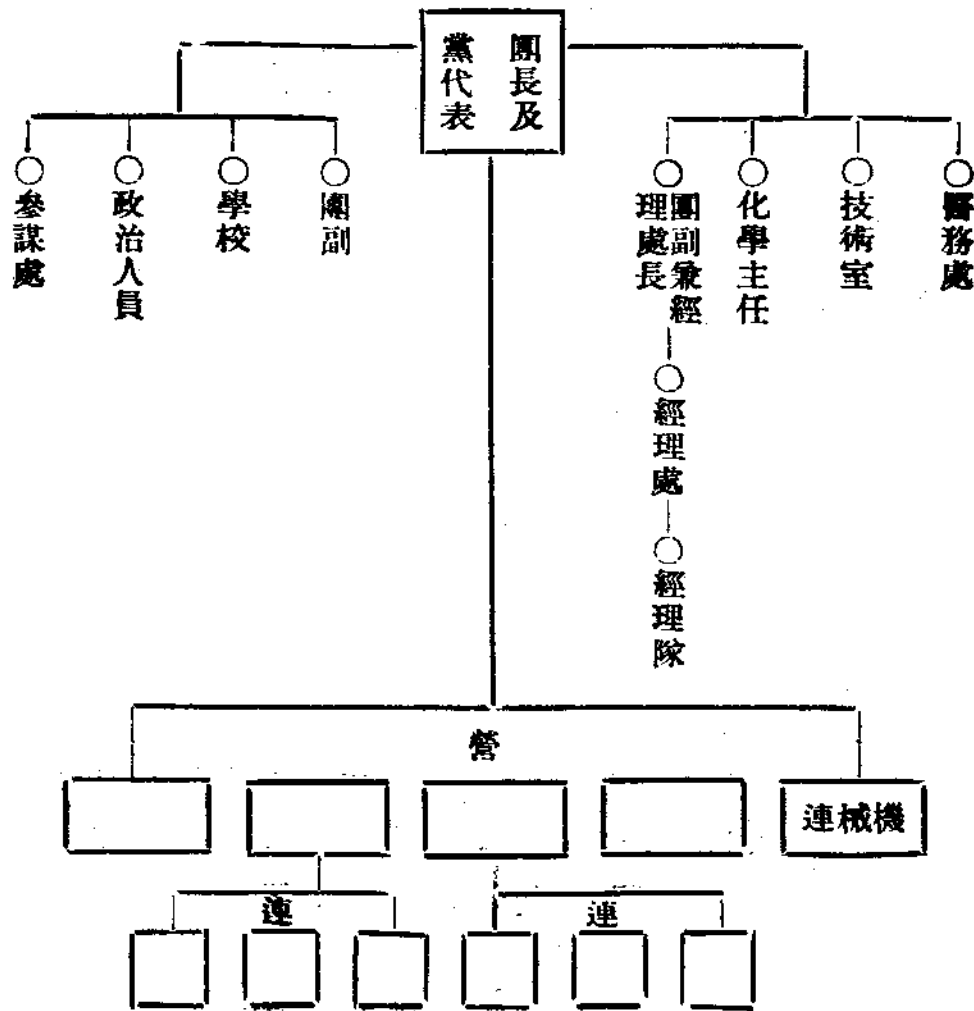 團長及
黨代表
醫務處
技術室
化學主任
團副兼經
理處長
經理處
經理隊
團副
學校
政治人員
參謀處
營
連械機
連
連